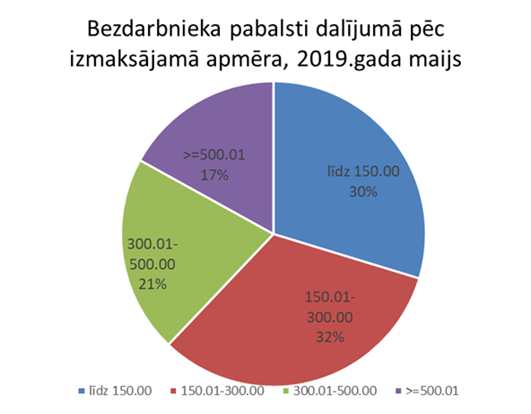 Bezdarbnieka pabalsti dalījumā pēc
izmaksājamā apmēra, 2019.gada maijs
>=500.01
17%
līdz 150.00
30%
300.01-
500.00
21%
150.01-
300.00
32%
līdz 150.00 150.01-300.00 300.01-500.00 >=500.01